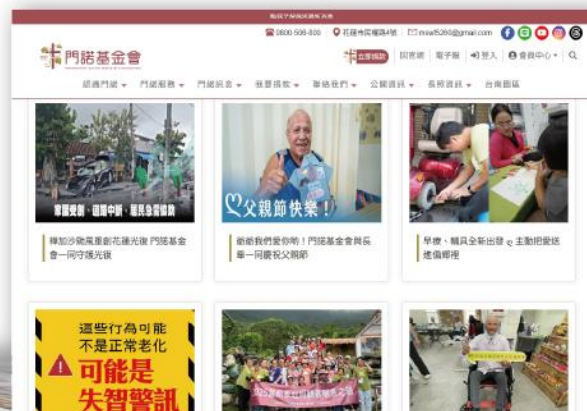 0800-506-800
花蓮市民權路4號
門諾基金會
立即捐款
回官網
電子報
登入
會員中心
認識門諾
門諾服務
門諾訊息
我要捐款
聯絡我們
公開資訊
長照資訊
台南園區
家園受創、道路中斷、居民急需協助
父親節快樂！
樺加沙颱風重創花蓮光復 門諾基金
會一同守護光復
爺爺我們愛你喲！門諾基金會與長
輩一同慶祝父親節
早療、輔具全新出發 主動把愛送
進偏鄉裡
這些行為可能
不是正常老化
可能是
失智警訊